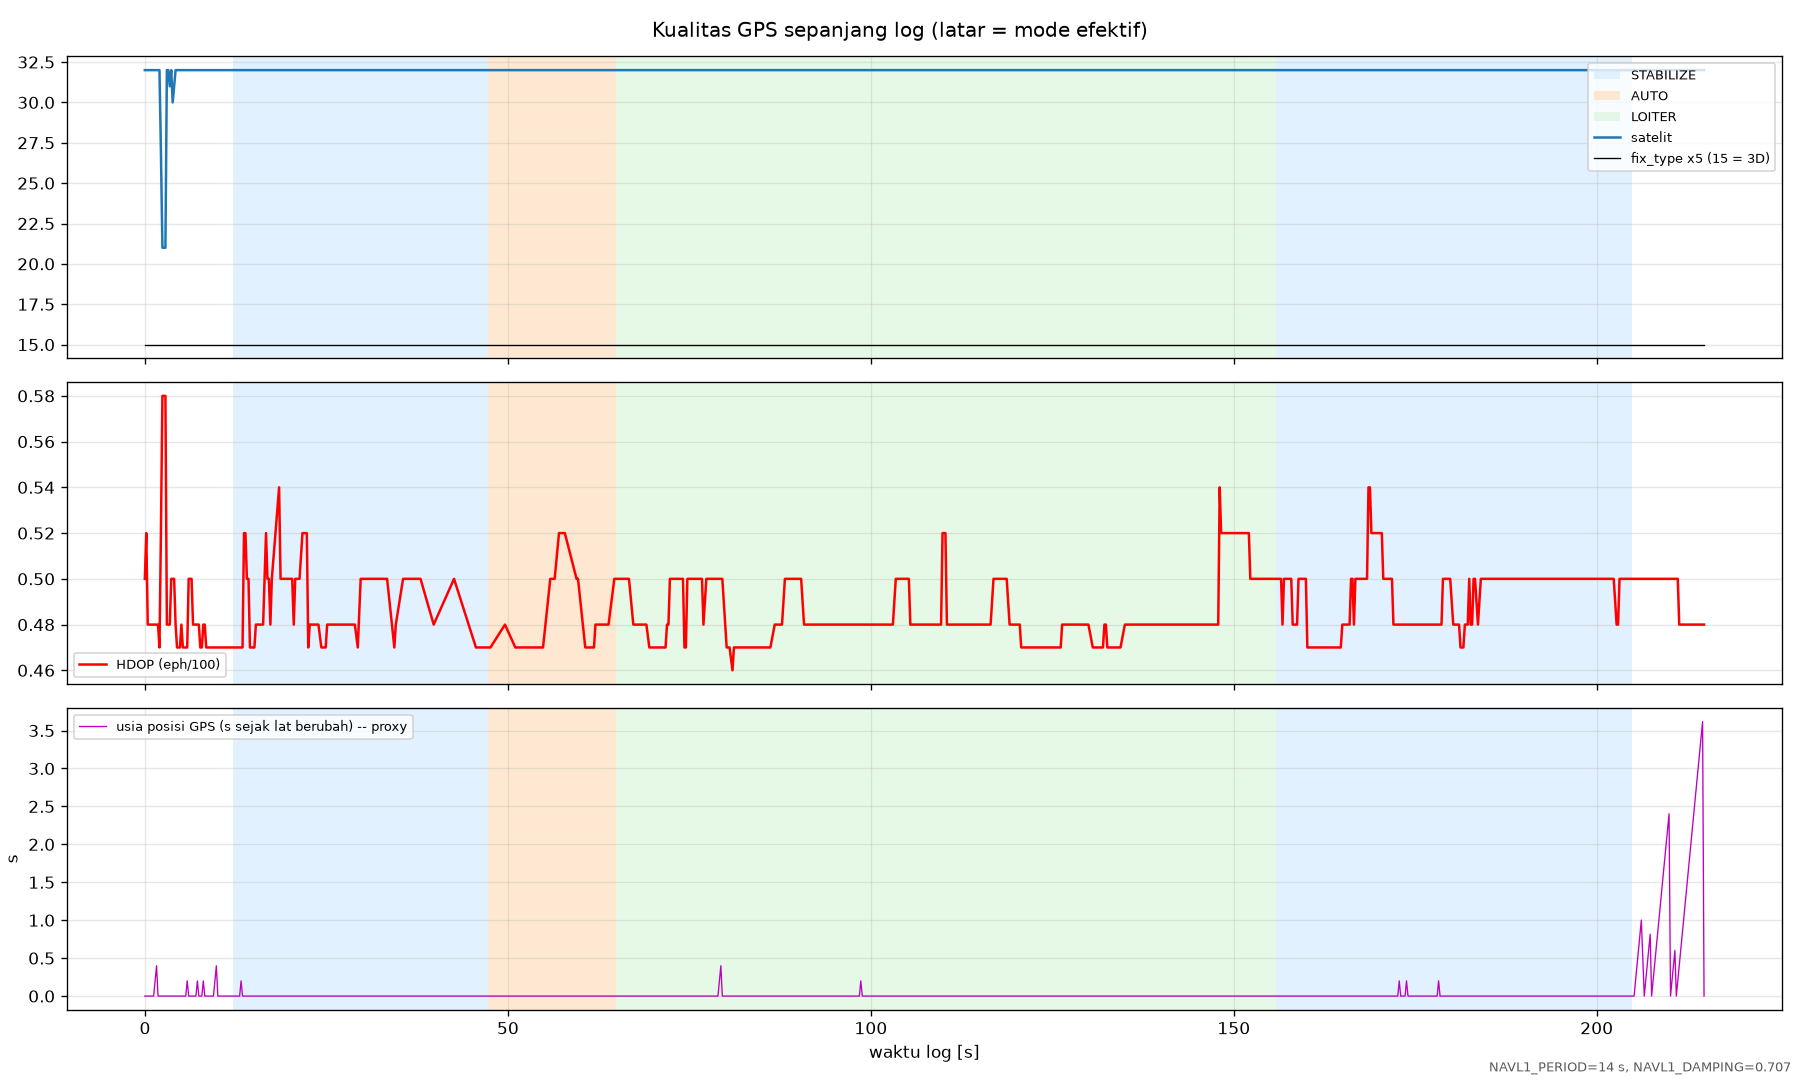 Kualitas GPS sepanjang log (latar = mode efektif)
32.5
30.0
27.5
25.0
22.5
20.0
17.5
15.0
STABILIZE
AUTO
LOITER
satelit
fix_type x5 (15 = 3D)
0.58
0.56
0.54
0.52
0.50
0.48
0.46
HDOP (eph/100)
3.5
3.0
2.5
2.0
1.5
1.0
0.5
0.0
s
usia posisi GPS (s sejak lat berubah) -- proxy
0 50 100 150 200
waktu log [s]
NAVL1_PERIOD=14 s, NAVL1_DAMPING=0.707